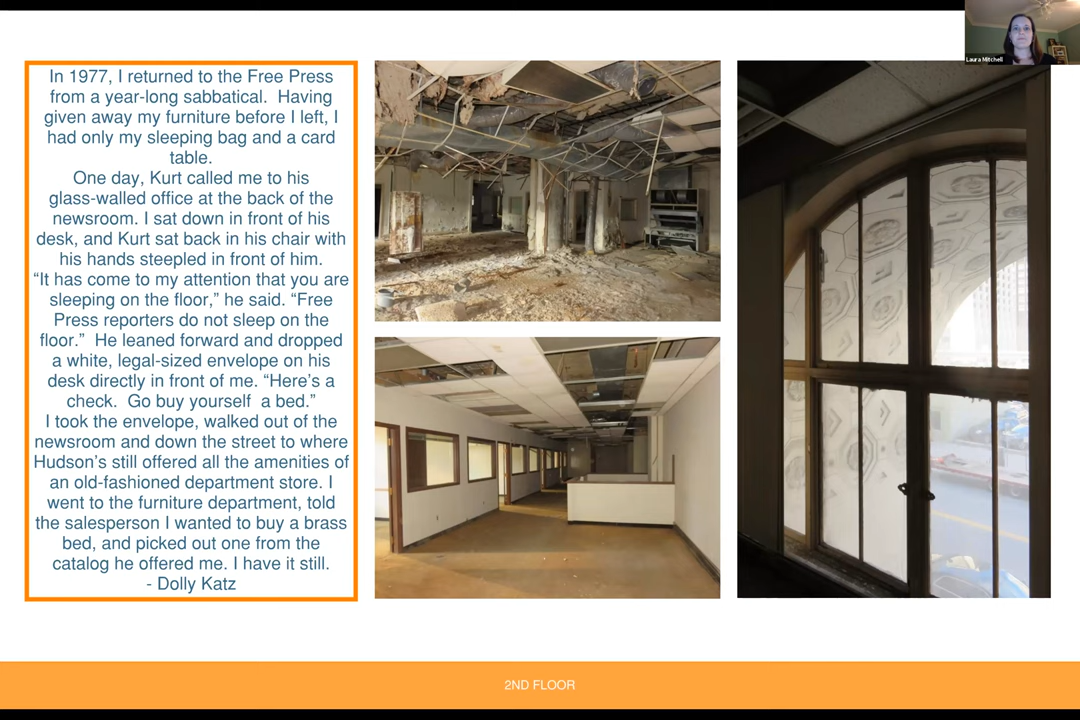 Laura Mitchell
In 1977, I returned to the Free Press
from a year-long sabbatical.  Having
given away my furniture before I left, I
had only my sleeping bag and a card
table.
One day, Kurt called me to his
glass-walled office at the back of the
newsroom. I sat down in front of his
desk, and Kurt sat back in his chair with
his hands steepled in front of him.
“It has come to my attention that you are
sleeping on the floor,” he said. “Free
Press reporters do not sleep on the
floor.”  He leaned forward and dropped
a white, legal-sized envelope on his
desk directly in front of me. “Here’s a
check.  Go buy yourself  a bed.”
I took the envelope, walked out of the
newsroom and down the street to where
Hudson’s still offered all the amenities of
an old-fashioned department store. I
went to the furniture department, told
the salesperson I wanted to buy a brass
bed, and picked out one from the
catalog he offered me. I have it still.
- Dolly Katz
2ND FLOOR